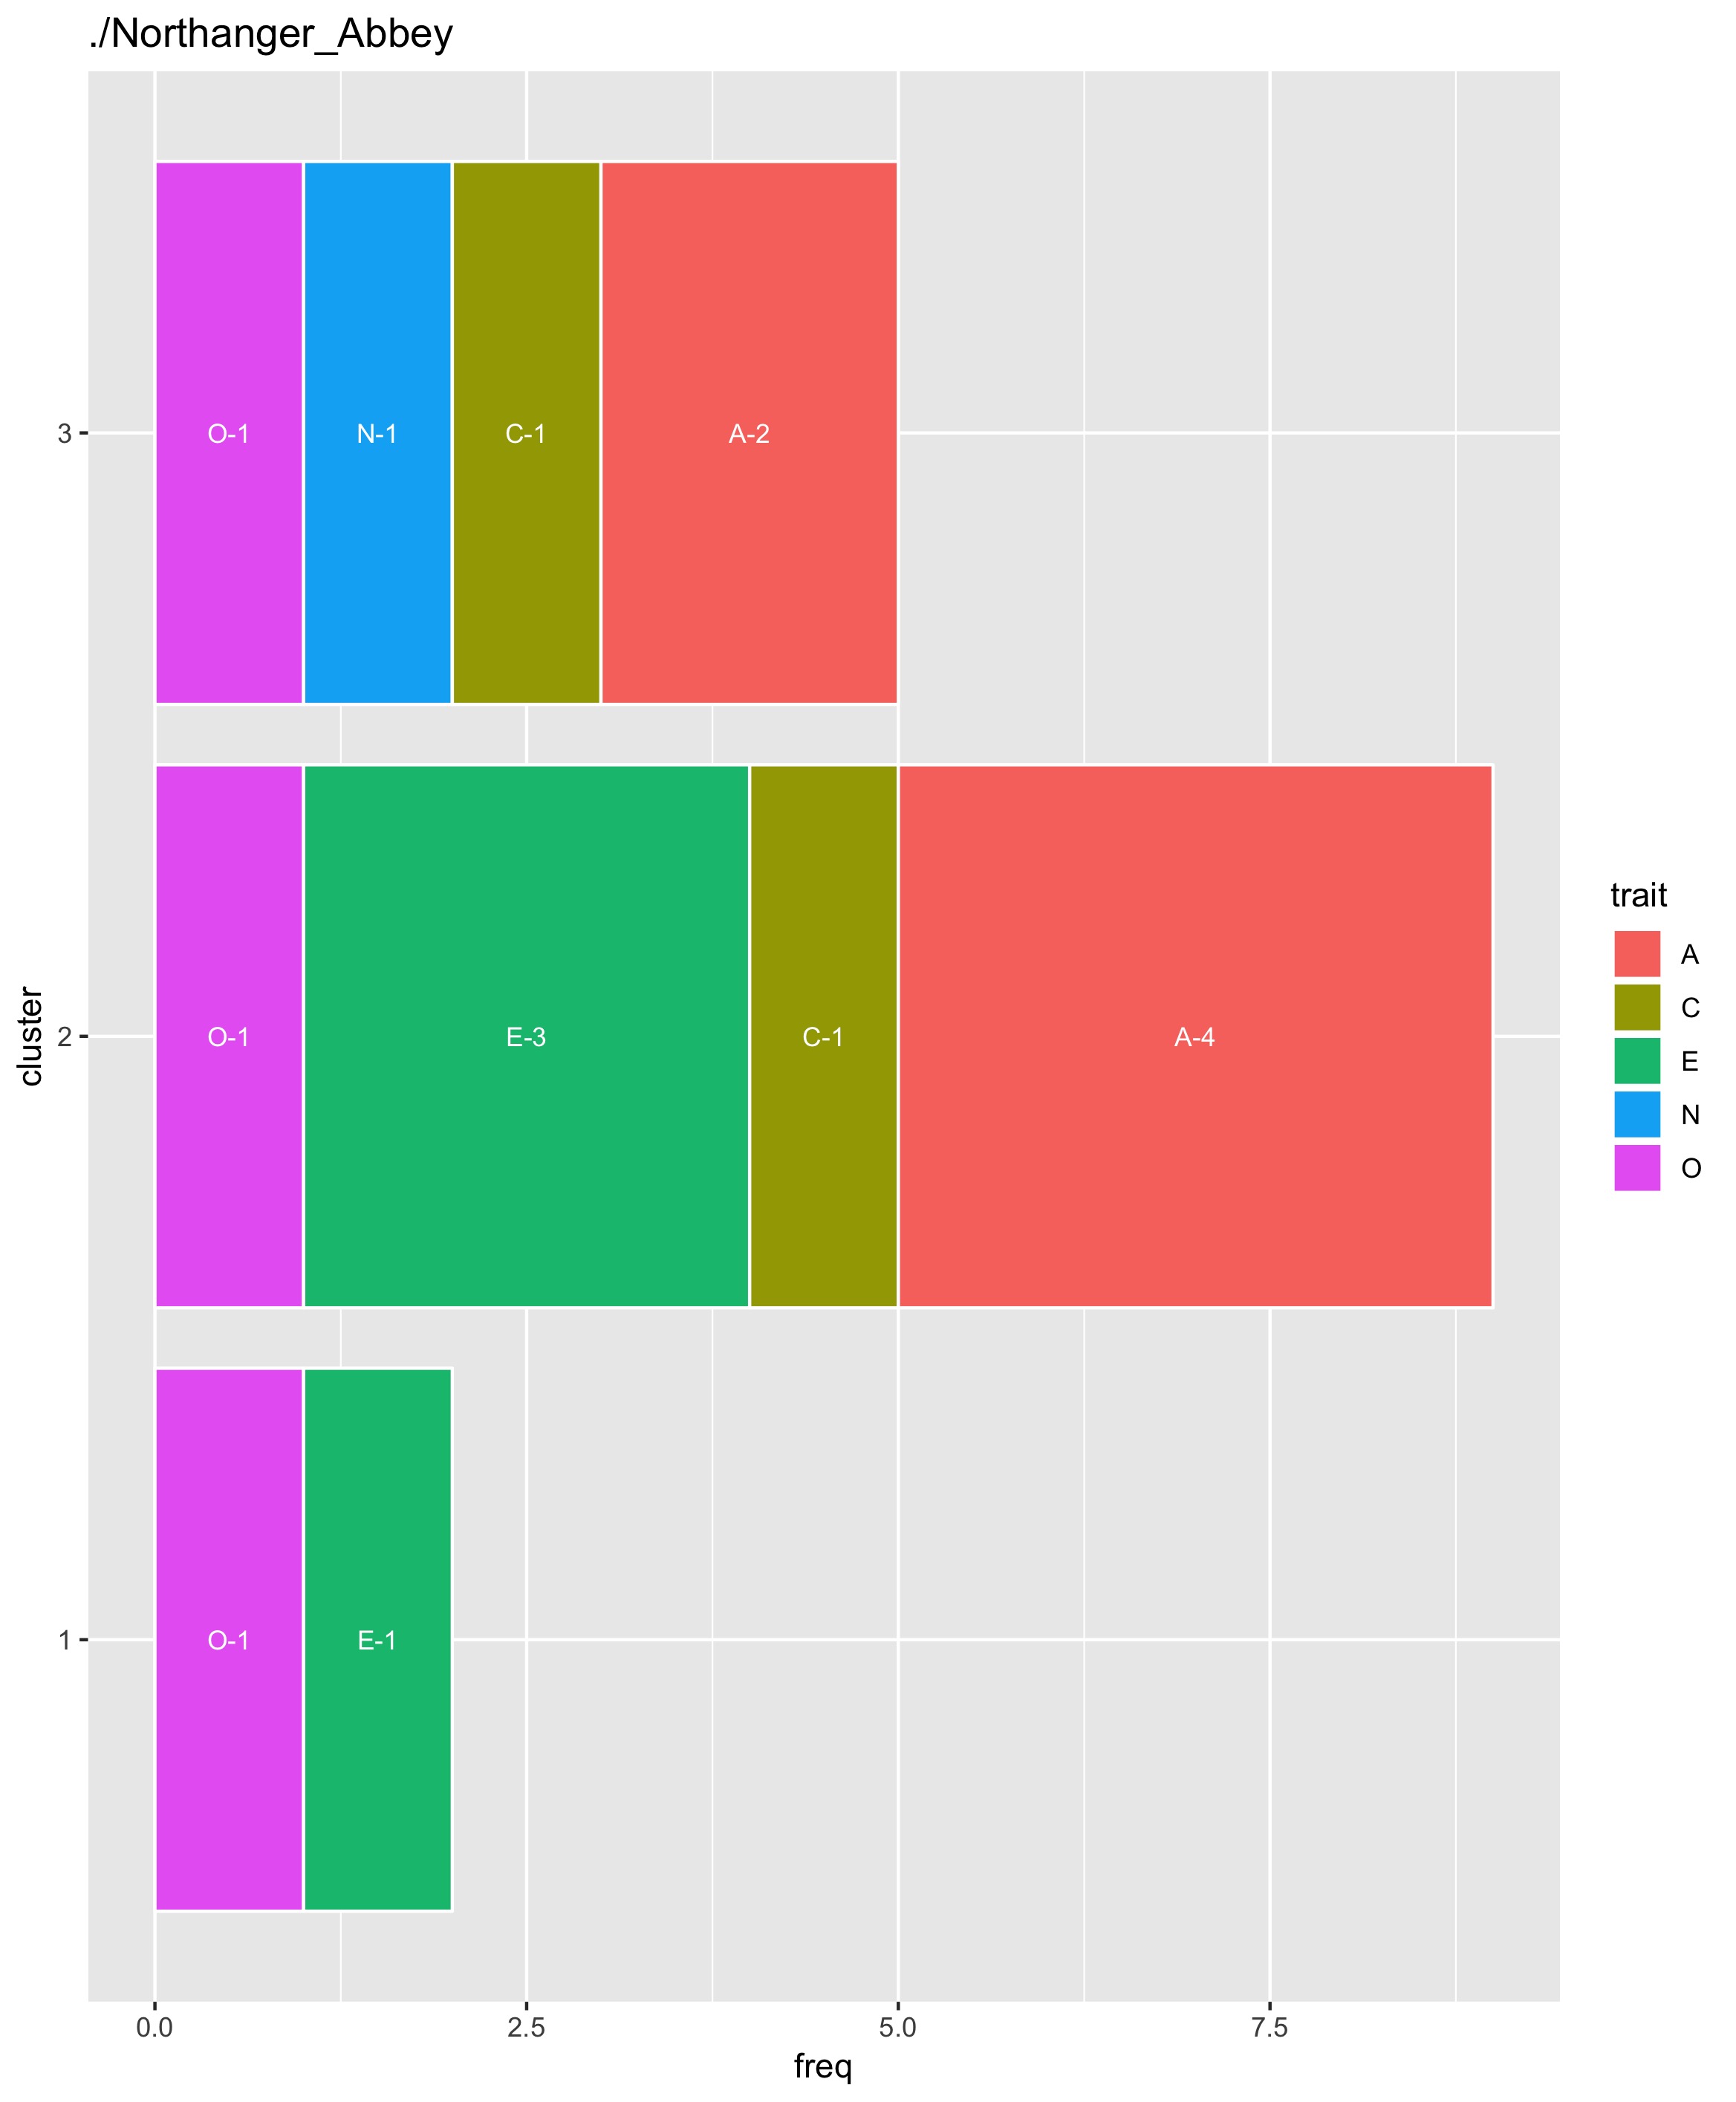 ./Northanger_Abbey
3
O-1 N-1 C-1 A-2
2
O-1 E-3 C-1 A-4
1
O-1 E-1
0.0 2.5 5.0 7.5
freq
cluster
trait
A
C
E
N
O